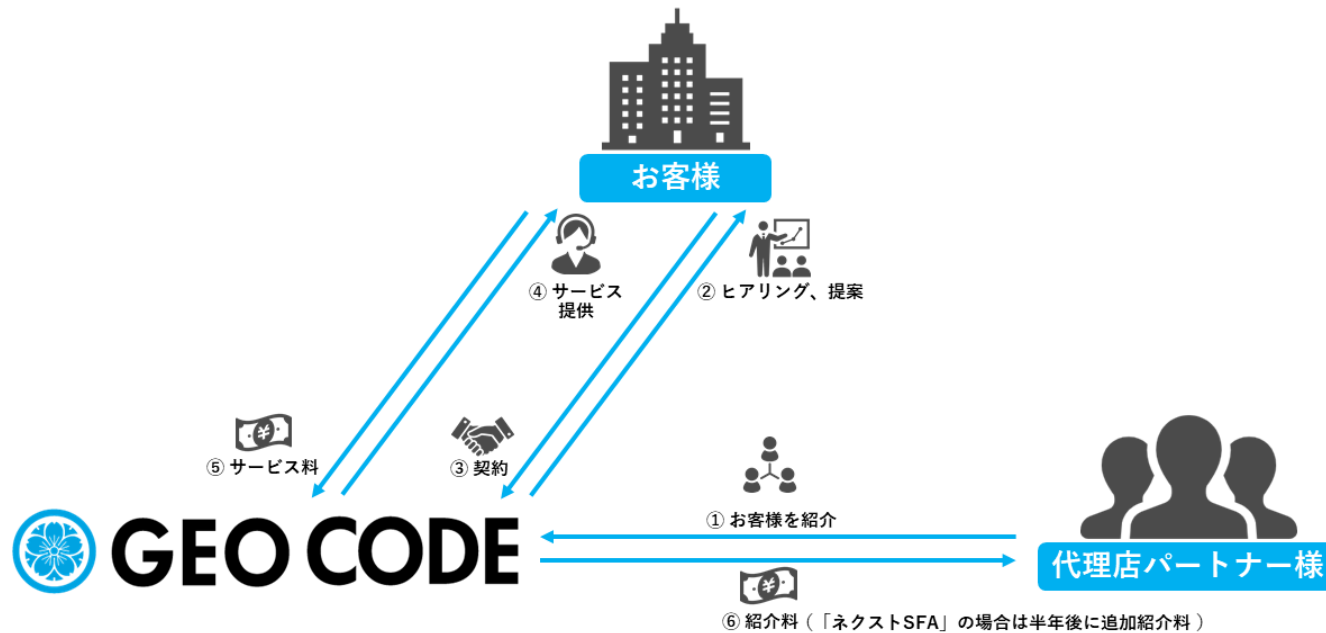 お客様
④ サービス
提供
② ヒアリング、提案
⑤ サービス料
③ 契約
① お客様を紹介
GEO CODE
代理店パートナー様
⑥ 紹介料 ( 「ネクストSFA」の場合は半年後に追加紹介料 )